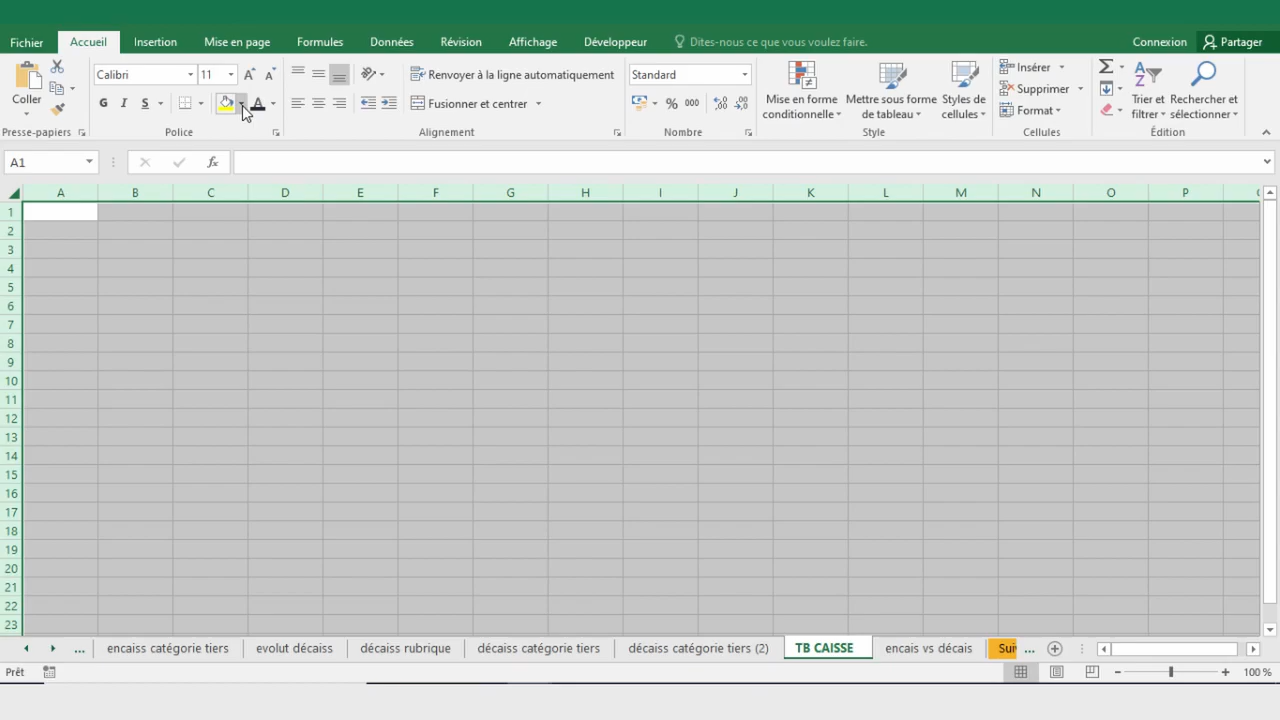 Fichier Accueil Insertion Mise en page Formules Données Révision Affichage Développeur Dites-nous ce que vous voulez faire. Connexion Partager
Coller
Calibri 11
G I S A
Renvoyer à la ligne automatiquement
Fusionner et centrer
Standard
% 000
Mise en forme
conditionnelle
Mettre sous forme
de tableau
Styles de
cellules
Insérer
Supprimer
Format
Trier et
filtrer
Rechercher et
sélectionner
Presse-papiers Police Alignement Nombre Style Cellules Édition
A1 fx
A B C D E F G H I J K L M N O P
1
2
3
4
5
6
7
8
9
10
11
12
13
14
15
16
17
18
19
20
21
22
23
... encaiss catégorie tiers evolut décaiss décaiss rubrique décaiss catégorie tiers décaiss catégorie tiers (2) TB CAISSE encais vs décais Sui ...
Prêt 100 %